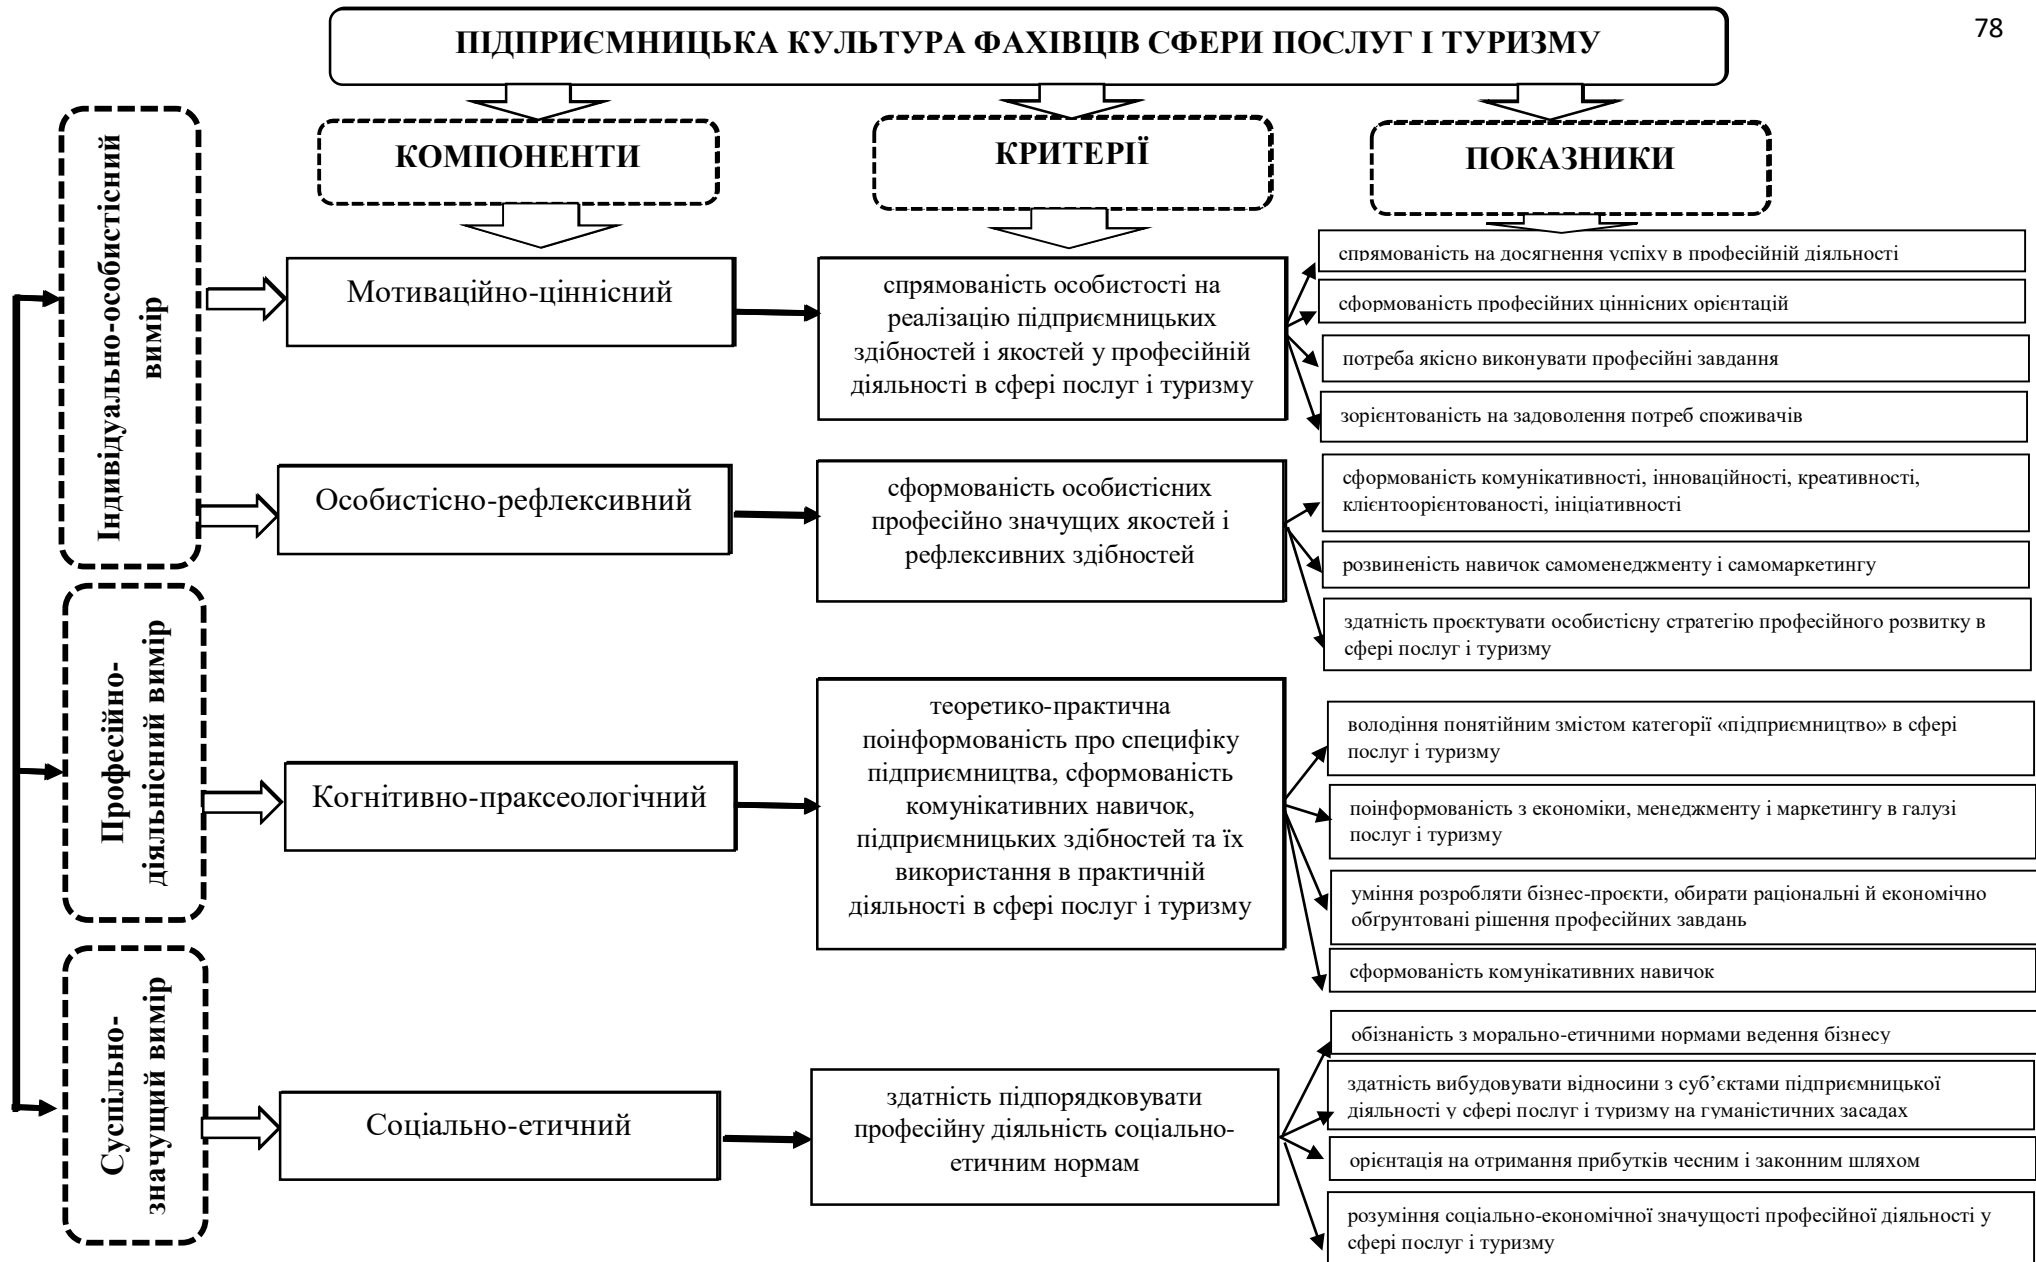 78
ПІДПРИЄМНИЦЬКА КУЛЬТУРА ФАХІВЦІВ СФЕРИ ПОСЛУГ І ТУРИЗМУ
КОМПОНЕНТИ
КРИТЕРІЇ
ПОКАЗНИКИ
Індивідуально-особистісний
вимір
Мотиваційно-ціннісний
спрямованість особистості на
реалізацію підприємницьких
здібностей і якостей у професійній
діяльності в сфері послуг і туризму
спрямованість на досягнення успіху в професійній діяльності
сформованість професійних ціннісних орієнтацій
потреба якісно виконувати професійні завдання
зорієнтованість на задоволення потреб споживачів
Особистісно-рефлексивний
сформованість особистісних
професійно значущих якостей і
рефлексивних здібностей
сформованість комунікативності, інноваційності, креативності,
клієнтоорієнтованості, ініціативності
розвиненість навичок самоменеджменту і самомаркетингу
здатність проєктувати особистісну стратегію професійного розвитку в
сфері послуг і туризму
Професійно-
діяльнісний вимір
Когнітивно-праксеологічний
теоретико-практична
поінформованість про специфіку
підприємництва, сформованість
комунікативних навичок,
підприємницьких здібностей та їх
використання в практичній
діяльності в сфері послуг і туризму
володіння понятійним змістом категорії «підприємництво» в сфері
послуг і туризму
поінформованість з економіки, менеджменту і маркетингу в галузі
послуг і туризму
уміння розробляти бізнес-проєкти, обирати раціональні й економічно
обґрунтовані рішення професійних завдань
сформованість комунікативних навичок
Суспільно-
значущий вимір
Соціально-етичний
здатність підпорядковувати
професійну діяльність соціально-
етичним нормам
обізнаність з морально-етичними нормами ведення бізнесу
здатність вибудовувати відносини з суб’єктами підприємницької
діяльності у сфері послуг і туризму на гуманістичних засадах
орієнтація на отримання прибутків чесним і законним шляхом
розуміння соціально-економічної значущості професійної діяльності у
сфері послуг і туризму